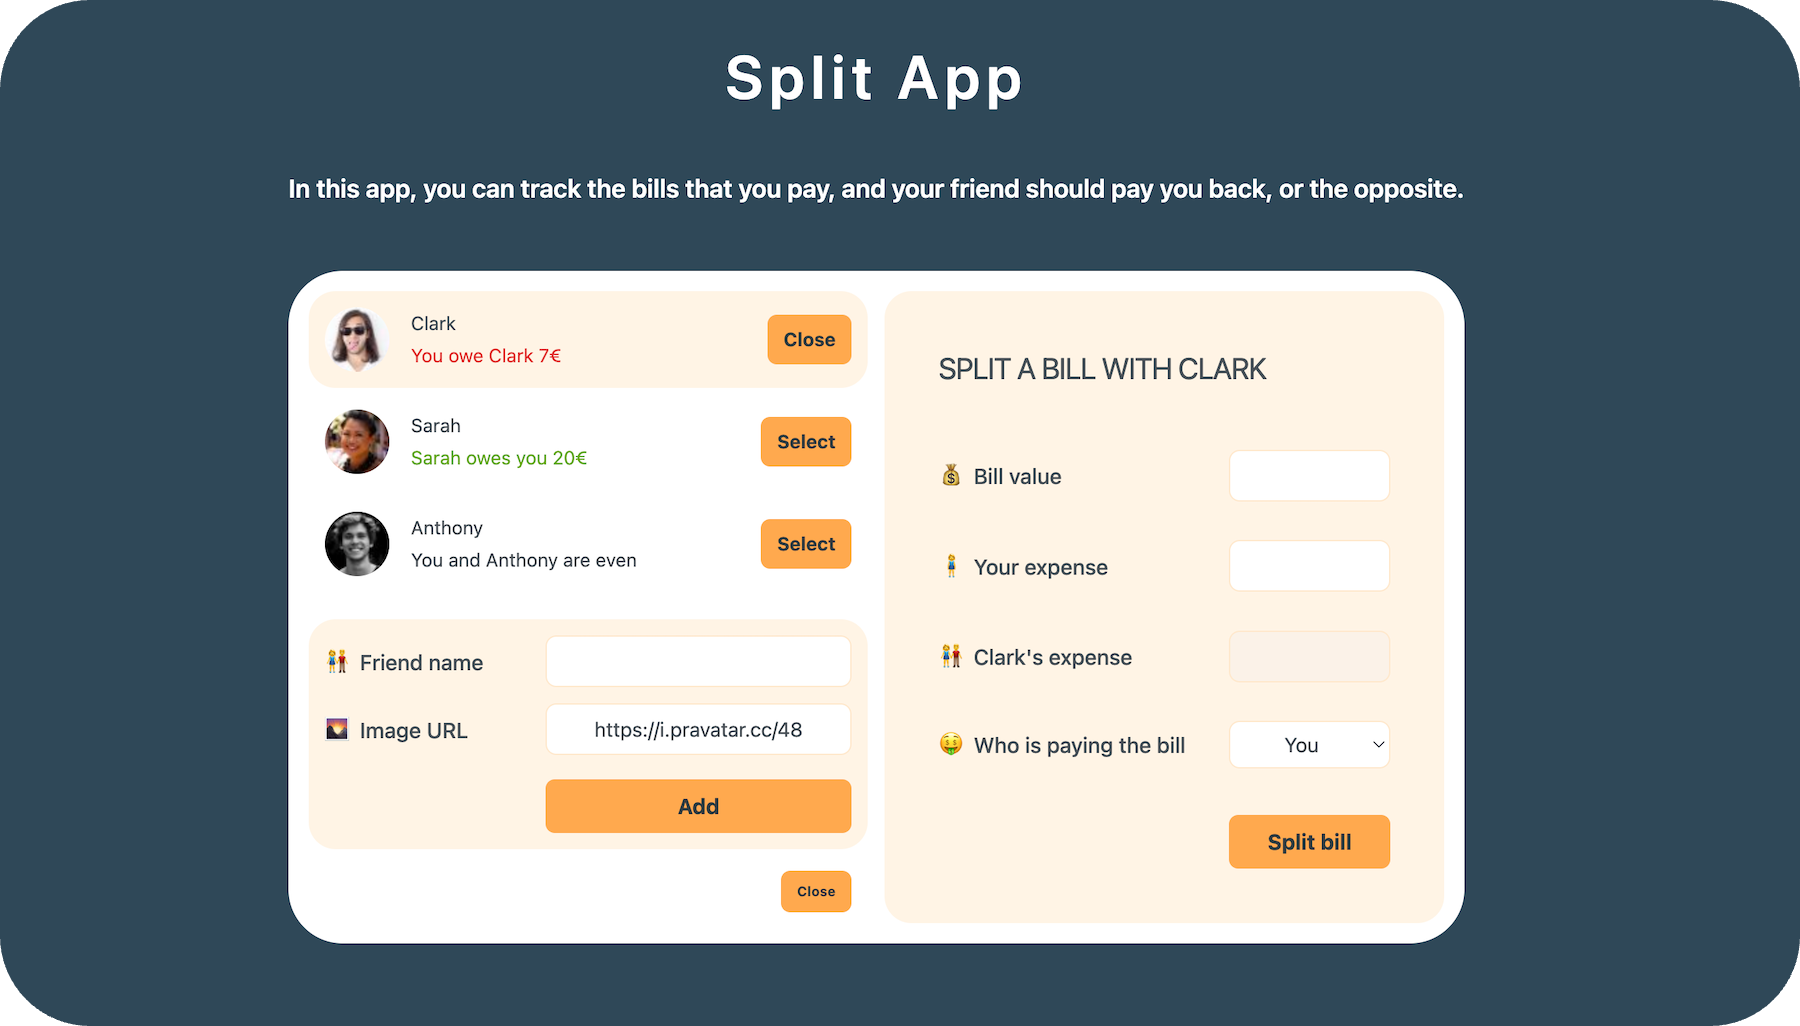 Split App
In this app, you can track the bills that you pay, and your friend should pay you back, or the opposite.
Clark
You owe Clark 7€
Close
Sarah
Sarah owes you 20€
Select
Anthony
You and Anthony are even
Select
Friend name
Image URL
https://i.pravatar.cc/48
Add
Close
SPLIT A BILL WITH CLARK
Bill value
Your expense
Clark's expense
Who is paying the bill
You
Split bill